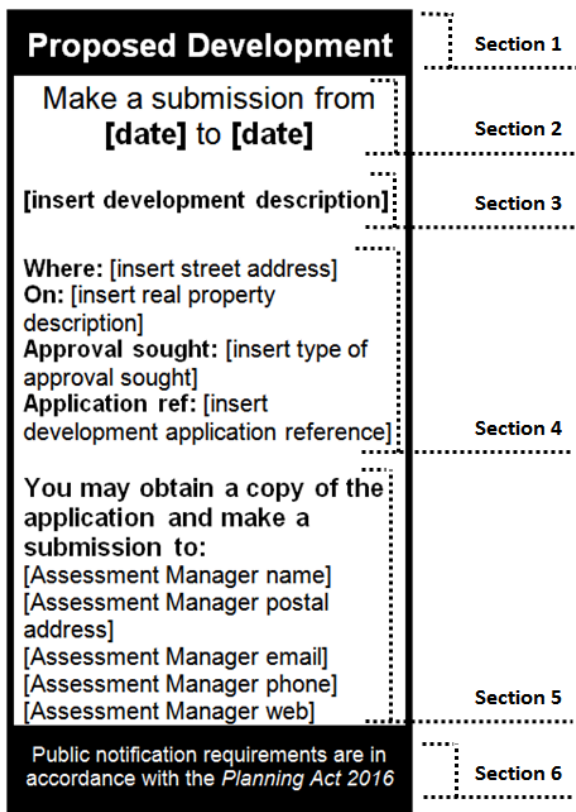 Proposed Development
Section 1
Make a submission from
[date] to [date]
Section 2
[insert development description]
Section 3
Where: [insert street address]
On: [insert real property
description]
Approval sought: [insert type of
approval sought]
Application ref: [insert
development application reference]
Section 4
You may obtain a copy of the
application and make a
submission to:
[Assessment Manager name]
[Assessment Manager postal
address]
[Assessment Manager email]
[Assessment Manager phone]
[Assessment Manager web]
Section 5
Public notification requirements are in
accordance with the Planning Act 2016
Section 6